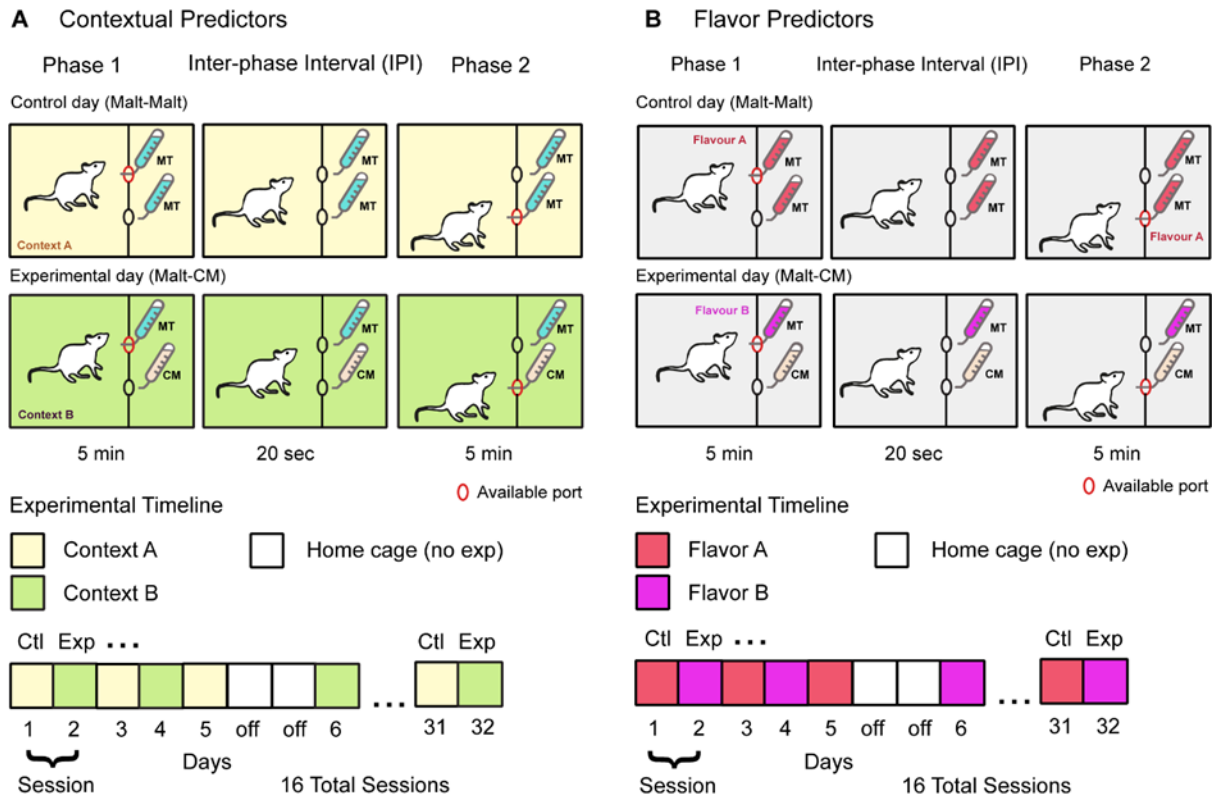 A Contextual Predictors
Phase 1 Inter-phase Interval (IPI) Phase 2
Control day (Malt-Malt)
MT MT MT
MT MT MT
Context A
Experimental day (Malt-CM)
MT MT MT
CM CM CM
Context B
5 min 20 sec 5 min
Available port
Experimental Timeline
Context A Home cage (no exp)
Context B
Ctl Exp ... Ctl Exp
...
1 2 3 4 5 off off 6 31 32
Days
Session 16 Total Sessions
B Flavor Predictors
Phase 1 Inter-phase Interval (IPI) Phase 2
Control day (Malt-Malt)
Flavour A
MT MT MT
MT MT MT
Flavour A
Experimental day (Malt-CM)
Flavour B
MT MT MT
CM CM CM
5 min 20 sec 5 min
Available port
Experimental Timeline
Flavor A Home cage (no exp)
Flavor B
Ctl Exp ... Ctl Exp
...
1 2 3 4 5 off off 6 31 32
Days
Session 16 Total Sessions